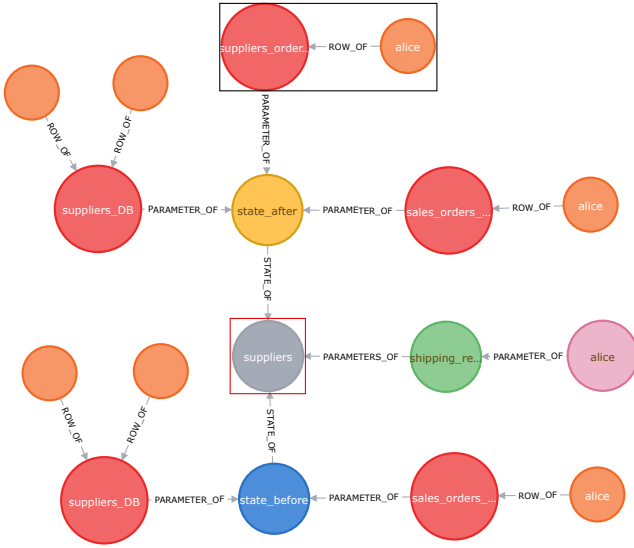 suppliers_order..
ROW_OF
alice
ROW_OF
ROW_OF
PARAMETER_OF
suppliers_DB
PARAMETER_OF
state_after
PARAMETER_OF
sales_orders_...
ROW_OF
alice
STATE_OF
suppliers
PARAMETERS_OF
shipping_re...
PARAMETER_OF
alice
ROW_OF
ROW_OF
STATE_OF
suppliers_DB
PARAMETER_OF
state_before
PARAMETER_OF
sales_orders_...
ROW_OF
alice